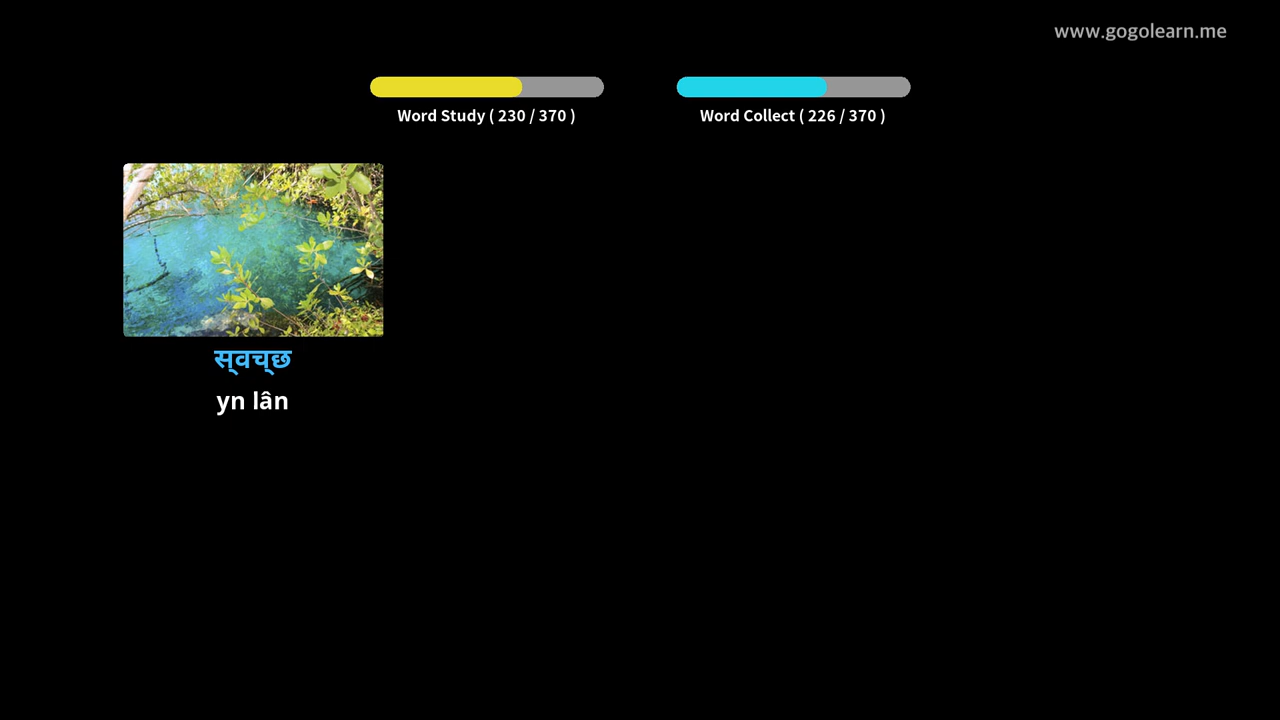 www.gogolearn.me
Word Study ( 230 / 370 )
Word Collect ( 226 / 370 )
स्वच्छ
yn lân